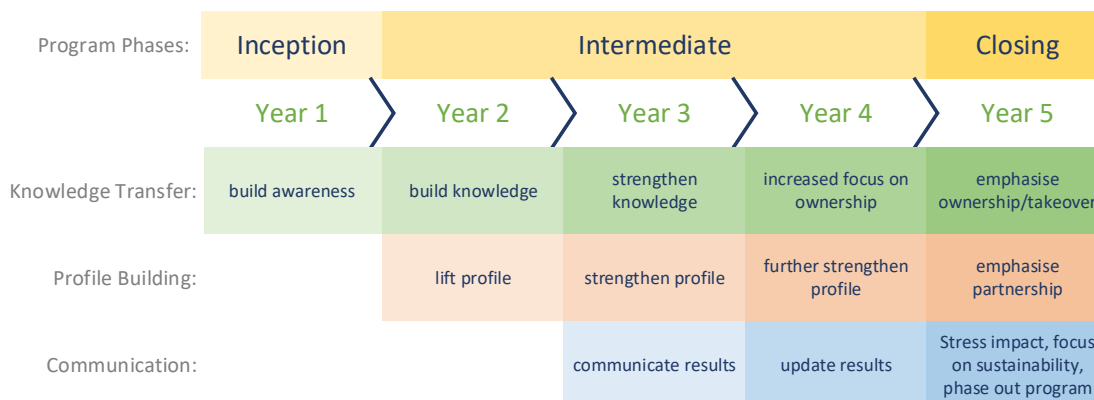 Program Phases: Inception Intermediate Closing
Year 1 Year 2 Year 3 Year 4 Year 5
Knowledge Transfer:
build awareness
build knowledge
strengthen
knowledge
increased focus on
ownership
emphasise
ownership/takeover
Profile Building:
lift profile
strengthen profile
further strengthen
profile
emphasise
partnership
Communication:
communicate results
update results
Stress impact, focus
on sustainability,
phase out program